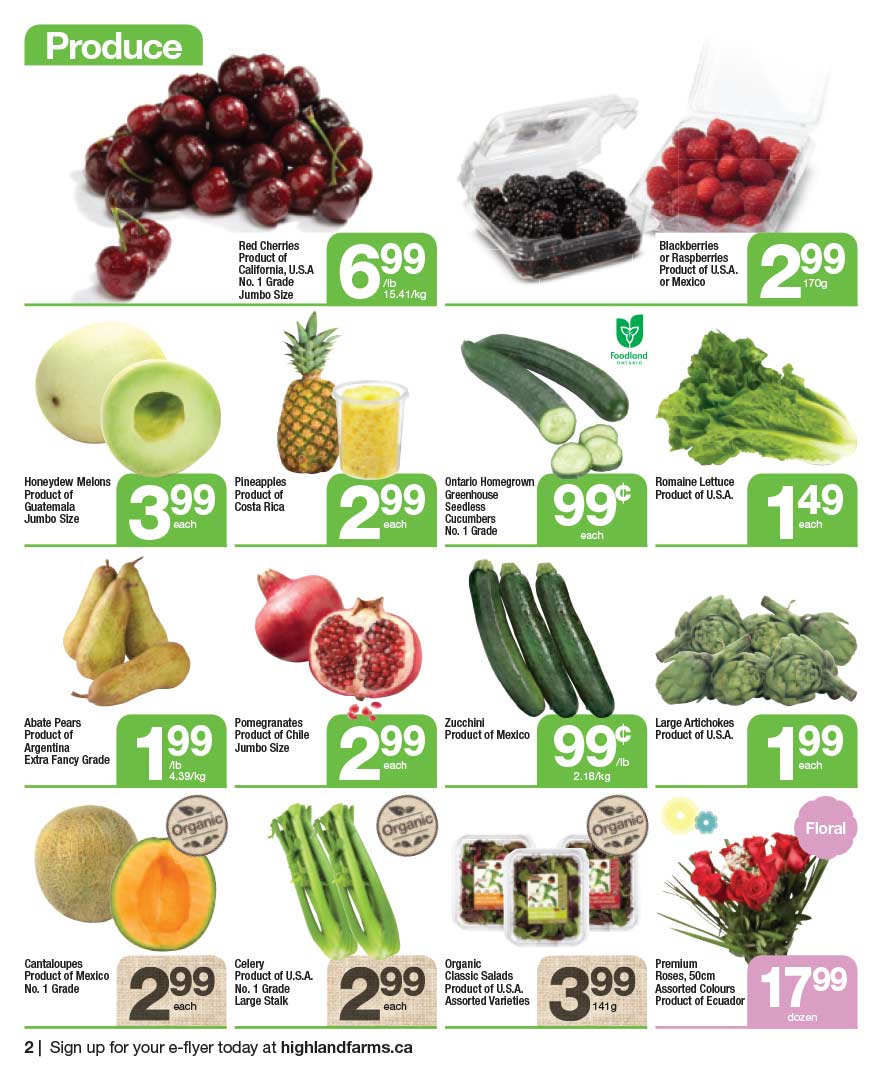 Produce
Red Cherries
Product of
California, U.S.A
No. 1 Grade
Jumbo Size
6.99
/lb
15.41/kg
Blackberries
or Raspberries
Product of U.S.A.
or Mexico
2.99
170g
Honeydew Melons
Product of
Guatemala
Jumbo Size
3.99
each
Pineapples
Product of
Costa Rica
2.99
each
Foodland
ONTARIO
Ontario Homegrown
Greenhouse
Seedless
Cucumbers
No. 1 Grade
99¢
each
Romaine Lettuce
Product of U.S.A.
1.49
each
Abate Pears
Product of
Argentina
Extra Fancy Grade
1.99
/lb
4.39/kg
Pomegranates
Product of Chile
Jumbo Size
2.99
each
Zucchini
Product of Mexico
99¢
/lb
2.18/kg
Large Artichokes
Product of U.S.A.
1.99
each
Organic
Cantaloupes
Product of Mexico
No. 1 Grade
2.99
each
Organic
Celery
Product of U.S.A.
No. 1 Grade
Large Stalk
2.99
each
Organic
Organic
Classic Salads
Product of U.S.A.
Assorted Varieties
3.99
141g
Floral
Premium
Roses, 50cm
Assorted Colours
Product of Ecuador
17.99
dozen
2 | Sign up for your e-flyer today at highlandfarms.ca